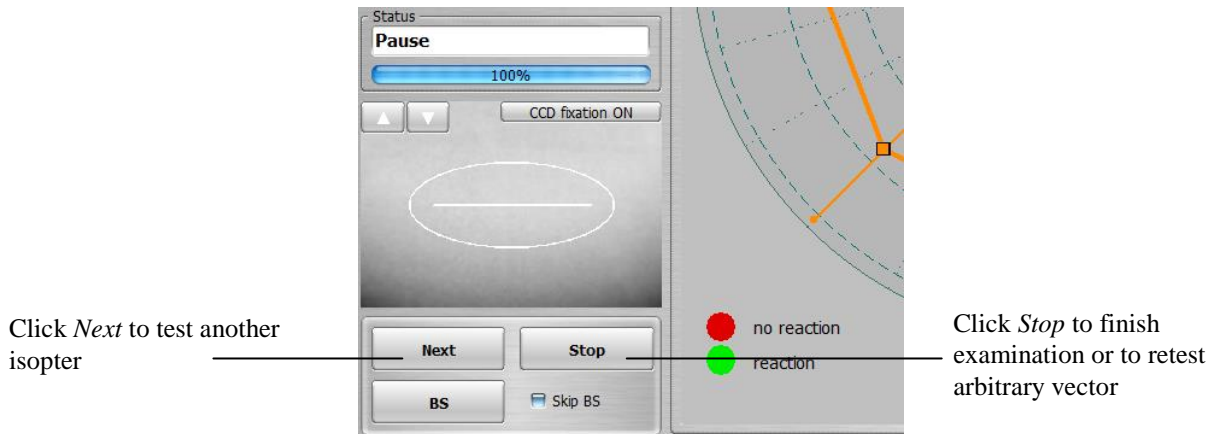 Status
Pause
100%
CCD fixation ON
Click Next to test another
isopter
Next
Stop
BS
Skip BS
no reaction
reaction
Click Stop to finish
examination or to retest
arbitrary vector